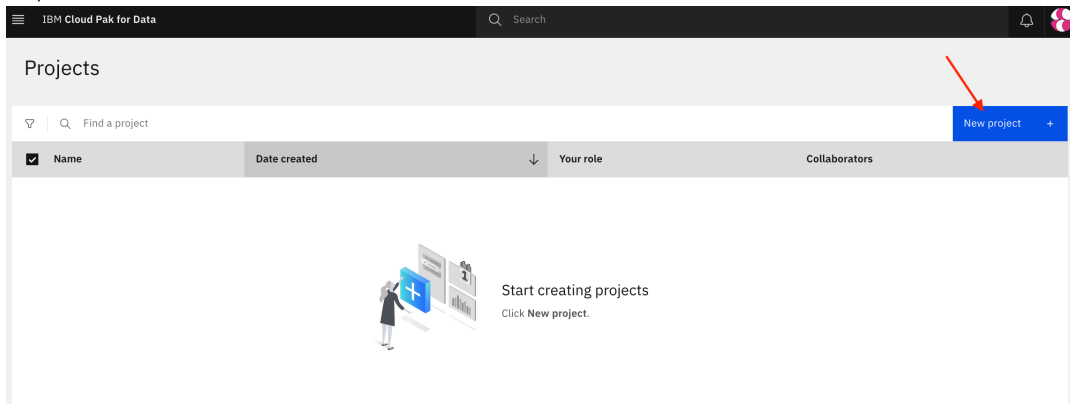 IBM Cloud Pak for Data
Search
Projects
Find a project
New project +
Name
Date created
Your role
Collaborators
1
Start creating projects
Click New project.